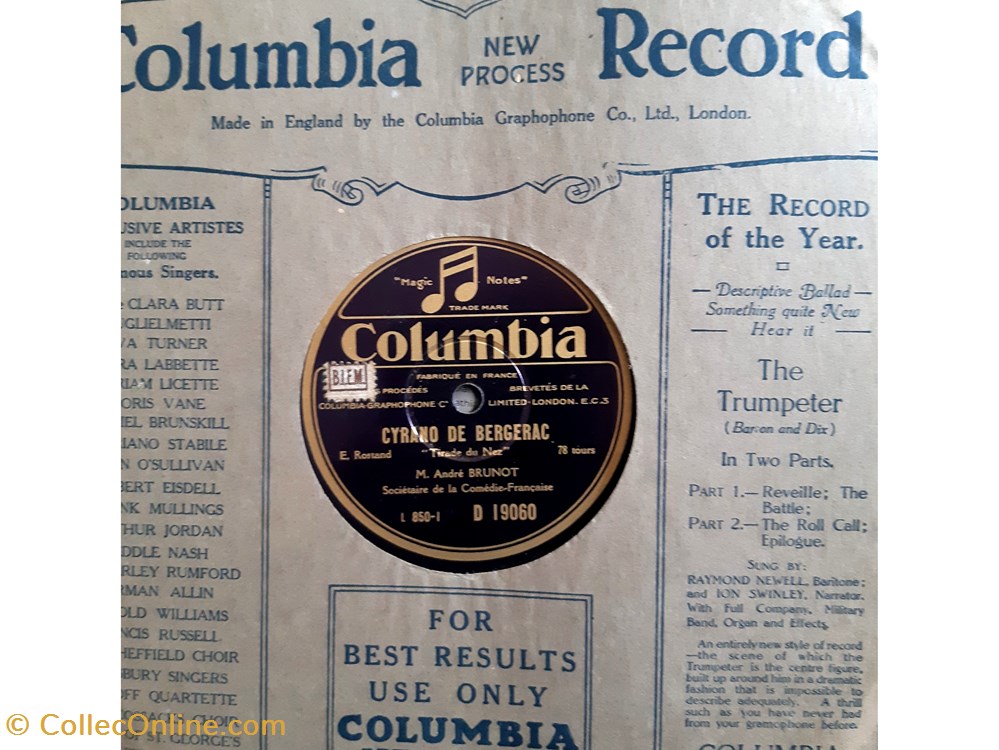 Columbia NEW PROCESS Record
Made in England by the Columbia Graphophone Co., Ltd., London.
OLUMBIA
USIVE ARTISTES
INCLUDE THE
FOLLOWING
nous Singers.
CLARA BUTT
UGLIELMETTI
VA TURNER
RA LABBETTE
RIAM LICETTE
ORIS VANE
IEL BRUNSKILL
RIANO STABILE
N O'SULLIVAN
BERT EISDELL
NK MULLINGS
THUR JORDAN
DDLE NASH
RLEY RUMFORD
RMAN ALLIN
OLD WILLIAMS
NCIS RUSSELL
HEFFIELD CHOIR
SBURY SINGERS
OFF QUARTETTE
ST. GEORGE'S
"Magic Notes"
TRADE MARK
Columbia
BIEM
FABRIQUÉ EN FRANCE
S PROCÉDÉS BREVETÉS DE LA
COLUMBIA GRAPHOPHONE Cº LIMITED-LONDON. E.C.3
CYRANO DE BERGERAC
E. Rostand "Tirade du Nez" 78 tours
M. André BRUNOT
Sociétaire de la Comédie-Française
L 850-1 D 19060
FOR
BEST RESULTS
USE ONLY
COLUMBIA
THE RECORD
of the Year.
Descriptive Ballad —
Something quite New
Hear it
The
Trumpeter
(Barron and Dix)
In Two Parts.
PART 1.— Reveille; The
Battle;
PART 2.— The Roll Call;
Epilogue.
SUNG BY:
RAYMOND NEWELL, Baritone;
and ION SWINLEY, Narrator.
With Full Company, Military
Band, Organ and Effects.
An entirely new style of record
—the scene of which the
Trumpeter is the centre figure,
built up around him in a dramatic
fashion that is impossible to
describe adequately. A thrill
such as you have never had
from your gramophone before.
COLUMBIA
© CollecOnline.com